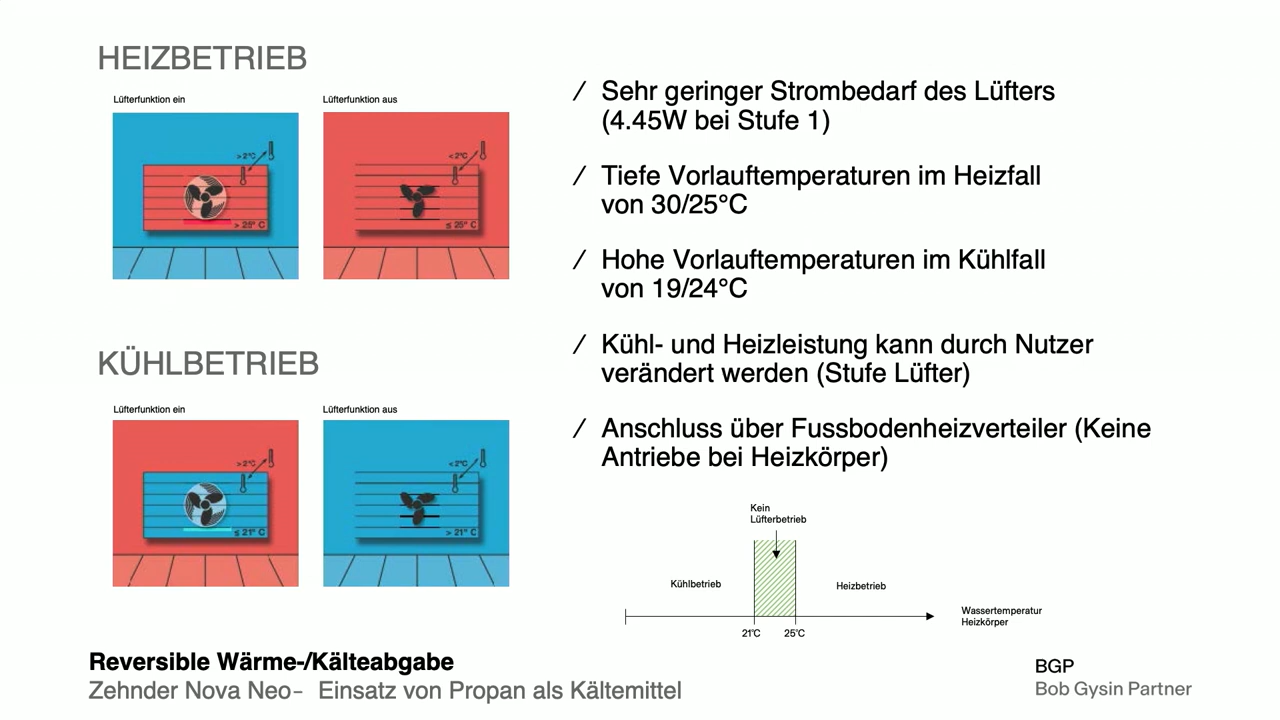 HEIZBETRIEB
Lüfterfunktion ein
Lüfterfunktion aus
>2°C
> 25° C
<2°C
≤ 25° C
KÜHLBETRIEB
Lüfterfunktion ein
Lüfterfunktion aus
>2°C
≤ 21° C
<2°C
> 21° C
/ Sehr geringer Strombedarf des Lüfters
(4.45W bei Stufe 1)
/ Tiefe Vorlauftemperaturen im Heizfall
von 30/25°C
/ Hohe Vorlauftemperaturen im Kühlfall
von 19/24°C
/ Kühl- und Heizleistung kann durch Nutzer
verändert werden (Stufe Lüfter)
/ Anschluss über Fussbodenheizverteiler (Keine
Antriebe bei Heizkörper)
Kein
Lüfterbetrieb
Kühlbetrieb
Heizbetrieb
21°C
25°C
Wassertemperatur
Heizkörper
Reversible Wärme-/Kälteabgabe
Zehnder Nova Neo– Einsatz von Propan als Kältemittel
BGP
Bob Gysin Partner